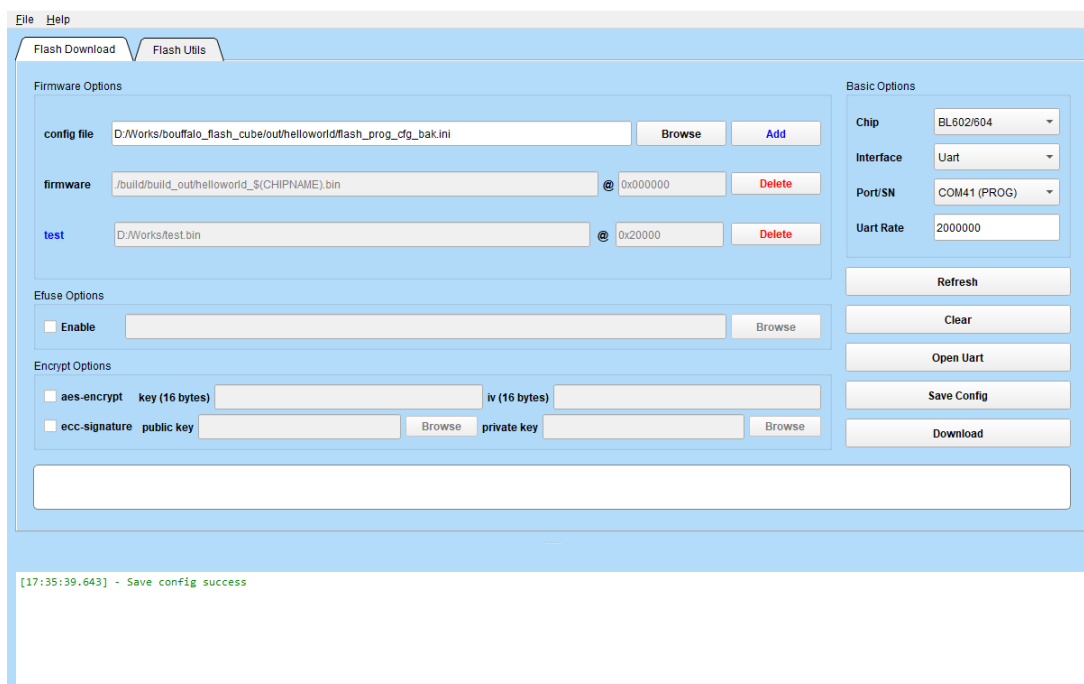 File Help
Flash Download Flash Utils
Firmware Options
config file D:/Works/bouffalo_flash_cube/out/helloworld/flash_prog_cfg_bak.ini Browse Add
firmware ./build/build_out/helloworld_$(CHIPNAME).bin @ 0x000000 Delete
test D:/Works/test.bin @ 0x20000 Delete
Efuse Options
Enable Browse
Encrypt Options
aes-encrypt key (16 bytes) iv (16 bytes)
ecc-signature public key Browse private key Browse
Basic Options
Chip BL602/604
Interface Uart
Port/SN COM41 (PROG)
Uart Rate 2000000
Refresh
Clear
Open Uart
Save Config
Download
[17:35:39.643] - Save config success